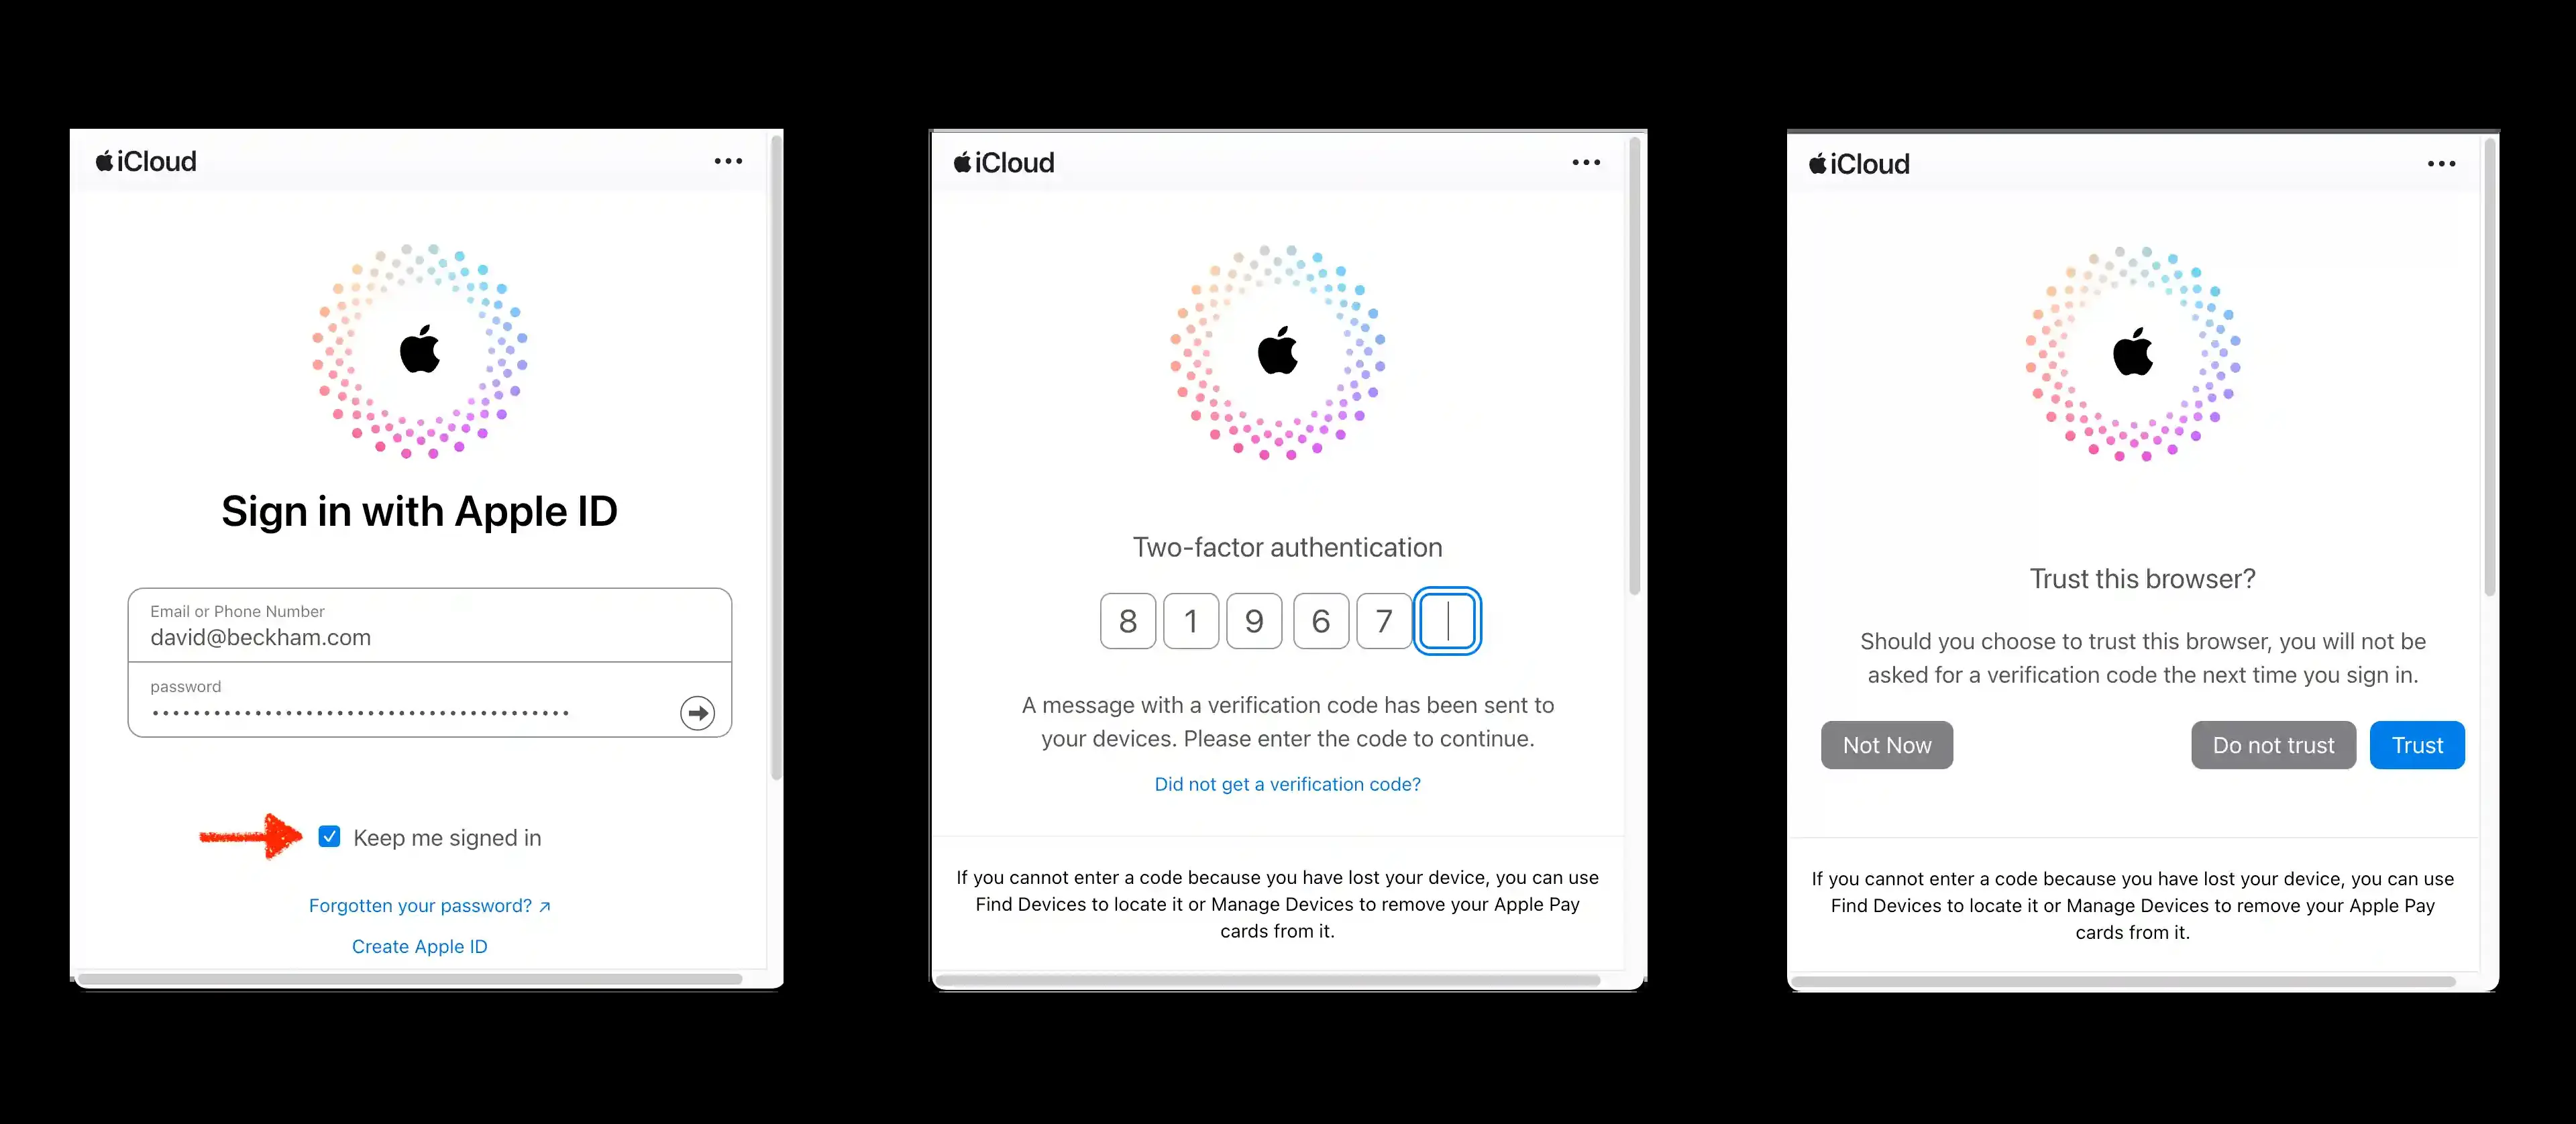 iCloud
Sign in with Apple ID
Email or Phone Number
david@beckham.com
password
Keep me signed in
Forgotten your password? ↗
Create Apple ID
iCloud
Two-factor authentication
8 1 9 6 7
A message with a verification code has been sent to
your devices. Please enter the code to continue.
Did not get a verification code?
If you cannot enter a code because you have lost your device, you can use
Find Devices to locate it or Manage Devices to remove your Apple Pay
cards from it.
iCloud
Trust this browser?
Should you choose to trust this browser, you will not be
asked for a verification code the next time you sign in.
Not Now Do not trust Trust
If you cannot enter a code because you have lost your device, you can use
Find Devices to locate it or Manage Devices to remove your Apple Pay
cards from it.